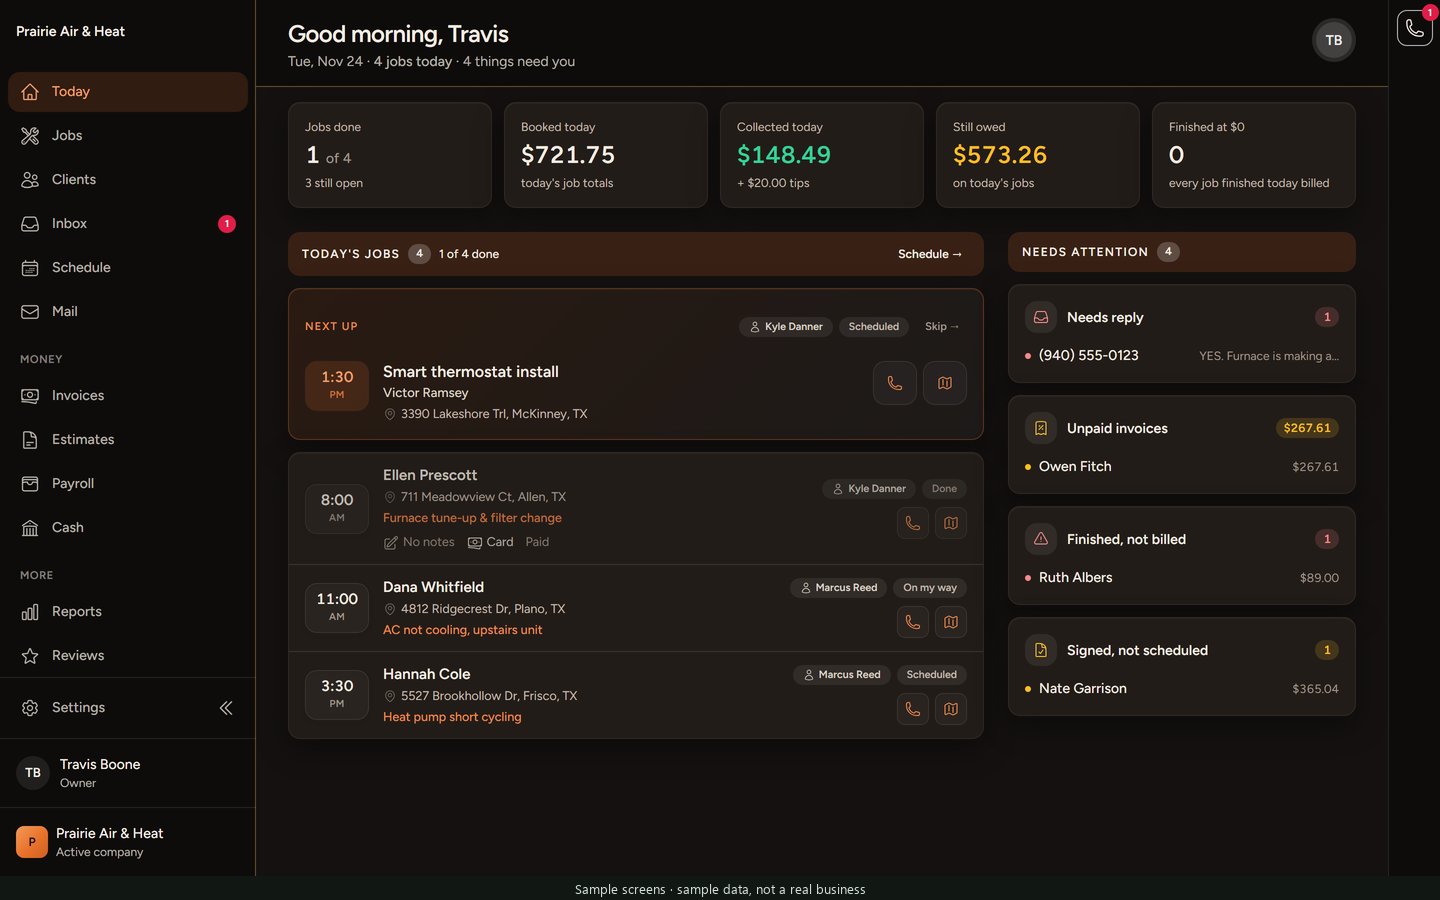 Prairie Air & Heat
Today
Jobs
Clients
Inbox 1
Schedule
Mail
MONEY
Invoices
Estimates
Payroll
Cash
MORE
Reports
Reviews
Settings
TB
Travis Boone
Owner
P
Prairie Air & Heat
Active company
Good morning, Travis
Tue, Nov 24 · 4 jobs today · 4 things need you
TB
1
Jobs done
1 of 4
3 still open
Booked today
$721.75
today's job totals
Collected today
$148.49
+ $20.00 tips
Still owed
$573.26
on today's jobs
Finished at $0
0
every job finished today billed
TODAY'S JOBS 4 1 of 4 done Schedule →
NEXT UP Kyle Danner Scheduled Skip →
1:30 PM
Smart thermostat install
Victor Ramsey
3390 Lakeshore Trl, McKinney, TX
8:00 AM
Ellen Prescott
711 Meadowview Ct, Allen, TX
Furnace tune-up & filter change
No notes Card Paid
Kyle Danner Done
11:00 AM
Dana Whitfield
4812 Ridgecrest Dr, Plano, TX
AC not cooling, upstairs unit
Marcus Reed On my way
3:30 PM
Hannah Cole
5527 Brookhollow Dr, Frisco, TX
Heat pump short cycling
Marcus Reed Scheduled
NEEDS ATTENTION 4
Needs reply 1
(940) 555-0123 YES. Furnace is making a...
Unpaid invoices $267.61
Owen Fitch $267.61
Finished, not billed 1
Ruth Albers $89.00
Signed, not scheduled 1
Nate Garrison $365.04
Sample screens · sample data, not a real business